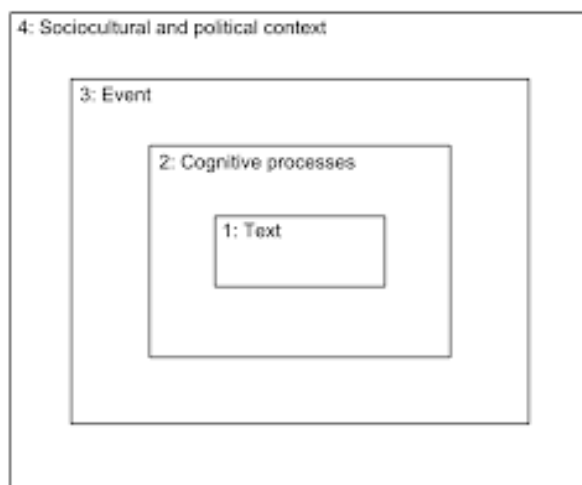 4: Sociocultural and political context
3: Event
2: Cognitive processes
1: Text